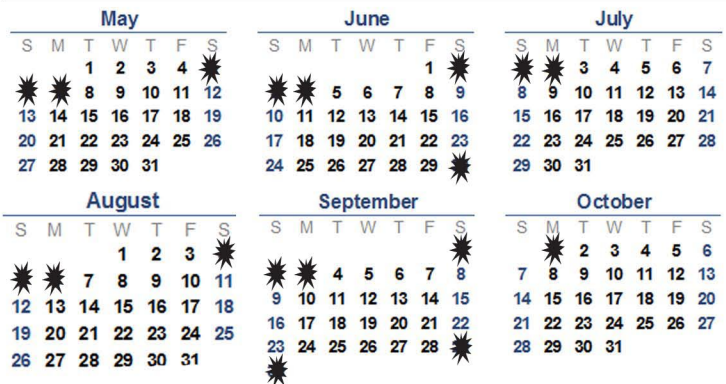 May June July
S M T W T F S S M T W T F S S M T W T F S
1 2 3 4 1 3 4 5 6 7
8 9 10 11 12 5 6 7 8 9 8 9 10 11 12 13 14
13 14 15 16 17 18 19 10 11 12 13 14 15 16 15 16 17 18 19 20 21
20 21 22 23 24 25 26 17 18 19 20 21 22 23 22 23 24 25 26 27 28
27 28 29 30 31 24 25 26 27 28 29 29 30 31
August September October
S M T W T F S S M T W T F S S M T W T F S
1 2 3 2 3 4 5 6
7 8 9 10 11 4 5 6 7 8 7 8 9 10 11 12 13
12 13 14 15 16 17 18 9 10 11 12 13 14 15 14 15 16 17 18 19 20
19 20 21 22 23 24 25 16 17 18 19 20 21 22 21 22 23 24 25 26 27
26 27 28 29 30 31 23 24 25 26 27 28 28 29 30 31